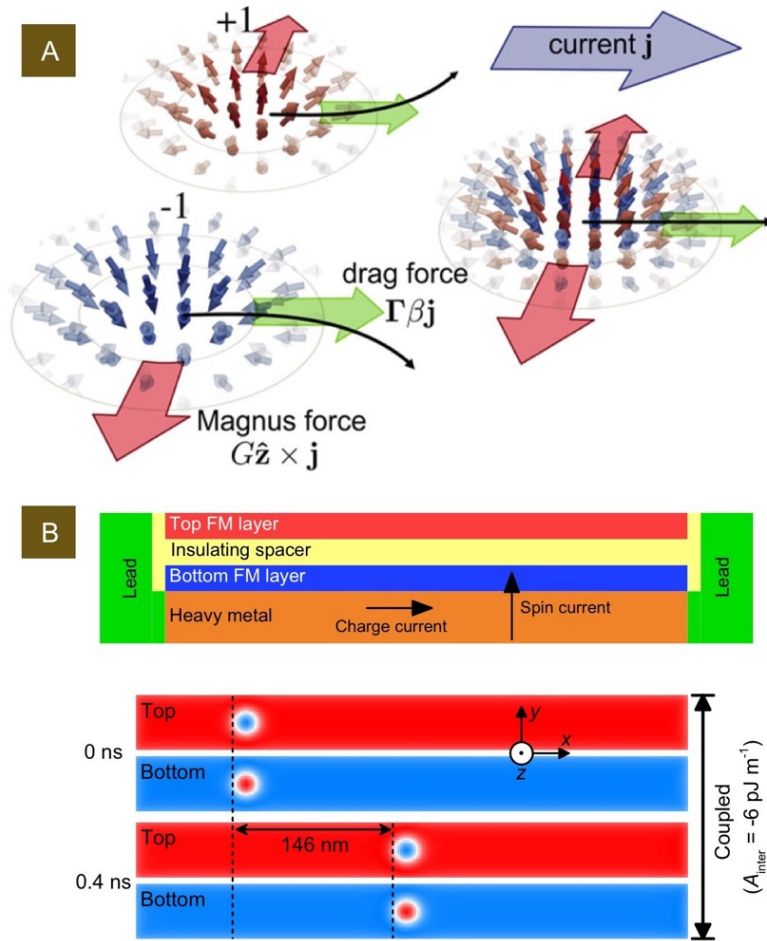 A
+1
current j
-1
drag force
Γβj
Magnus force
Gẑ × j
B
Top FM layer
Insulating spacer
Bottom FM layer
Heavy metal
Charge current
Spin current
Lead
Lead
0 ns
Top
Bottom
y
x
z
0.4 ns
Top
146 nm
Bottom
Coupled
(A_inter = -6 pJ m⁻¹)